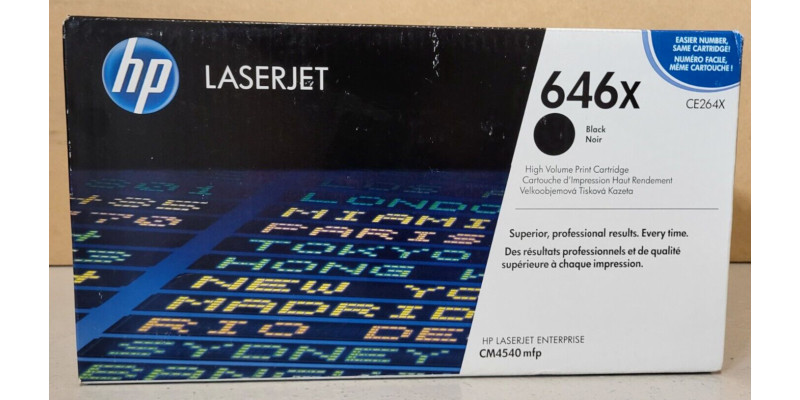 hp LASERJET
EASIER NUMBER,
SAME CARTRIDGE!
NUMÉRO FACILE,
MÊME CARTOUCHE !
646X
CE264X
Black
Noir
High Volume Print Cartridge
Cartouche d'Impression Haut Rendement
Velkoobjemová Tisková Kazeta
Superior, professional results. Every time.
Des résultats professionnels et de qualité
supérieure à chaque impression.
HP LASERJET ENTERPRISE
CM4540 mfp
LONDON
MIAMI
PARIS
TOKYO
HONG K
NEW YO
MADRID
RIO DE
SYDNEY